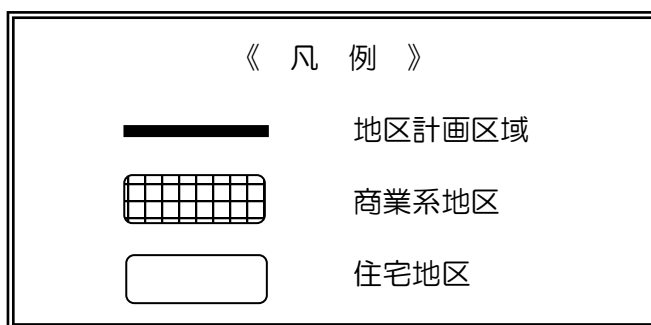 《 凡 例 》
地区計画区域
商業系地区
住宅地区